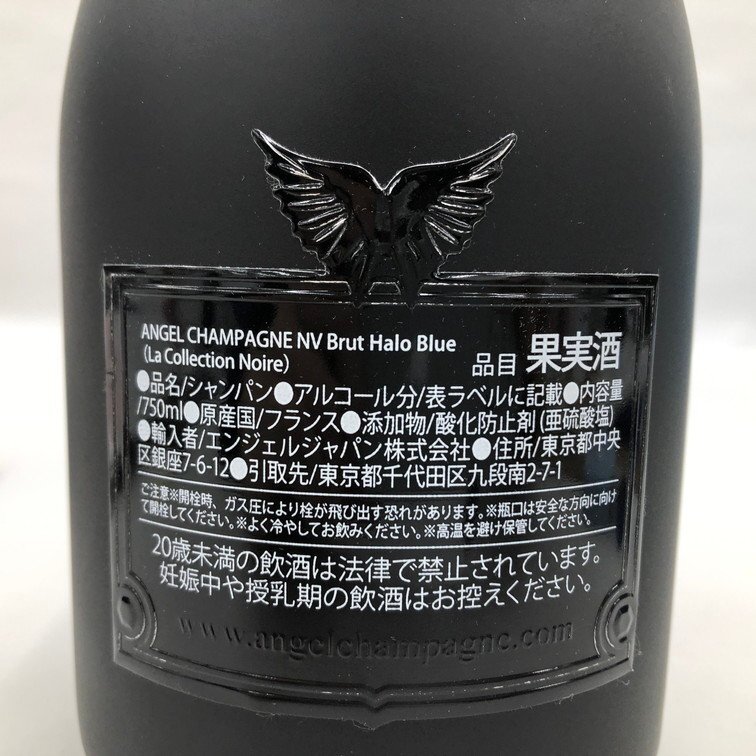 ANGEL CHAMPAGNE NV Brut Halo Blue
（La Collection Noire） 品目 果実酒
●品名/シャンパン●アルコール分/表ラベルに記載●内容量
/750ml●原産国/フランス●添加物/酸化防止剤 (亜硫酸塩)
●輸入者/エンジェルジャパン株式会社●住所/東京都中央
区銀座7-6-12●引取先/東京都千代田区九段南2-7-1
ご注意※開栓時、ガス圧により栓が飛び出す恐れがあります。※瓶口は安全な方向に向け
て開栓してください。※よく冷やしてお飲みください。※高温を避け保管してください。
20歳未満の飲酒は法律で禁止されています。
妊娠中や授乳期の飲酒はお控えください。
www.angelchampagne.com